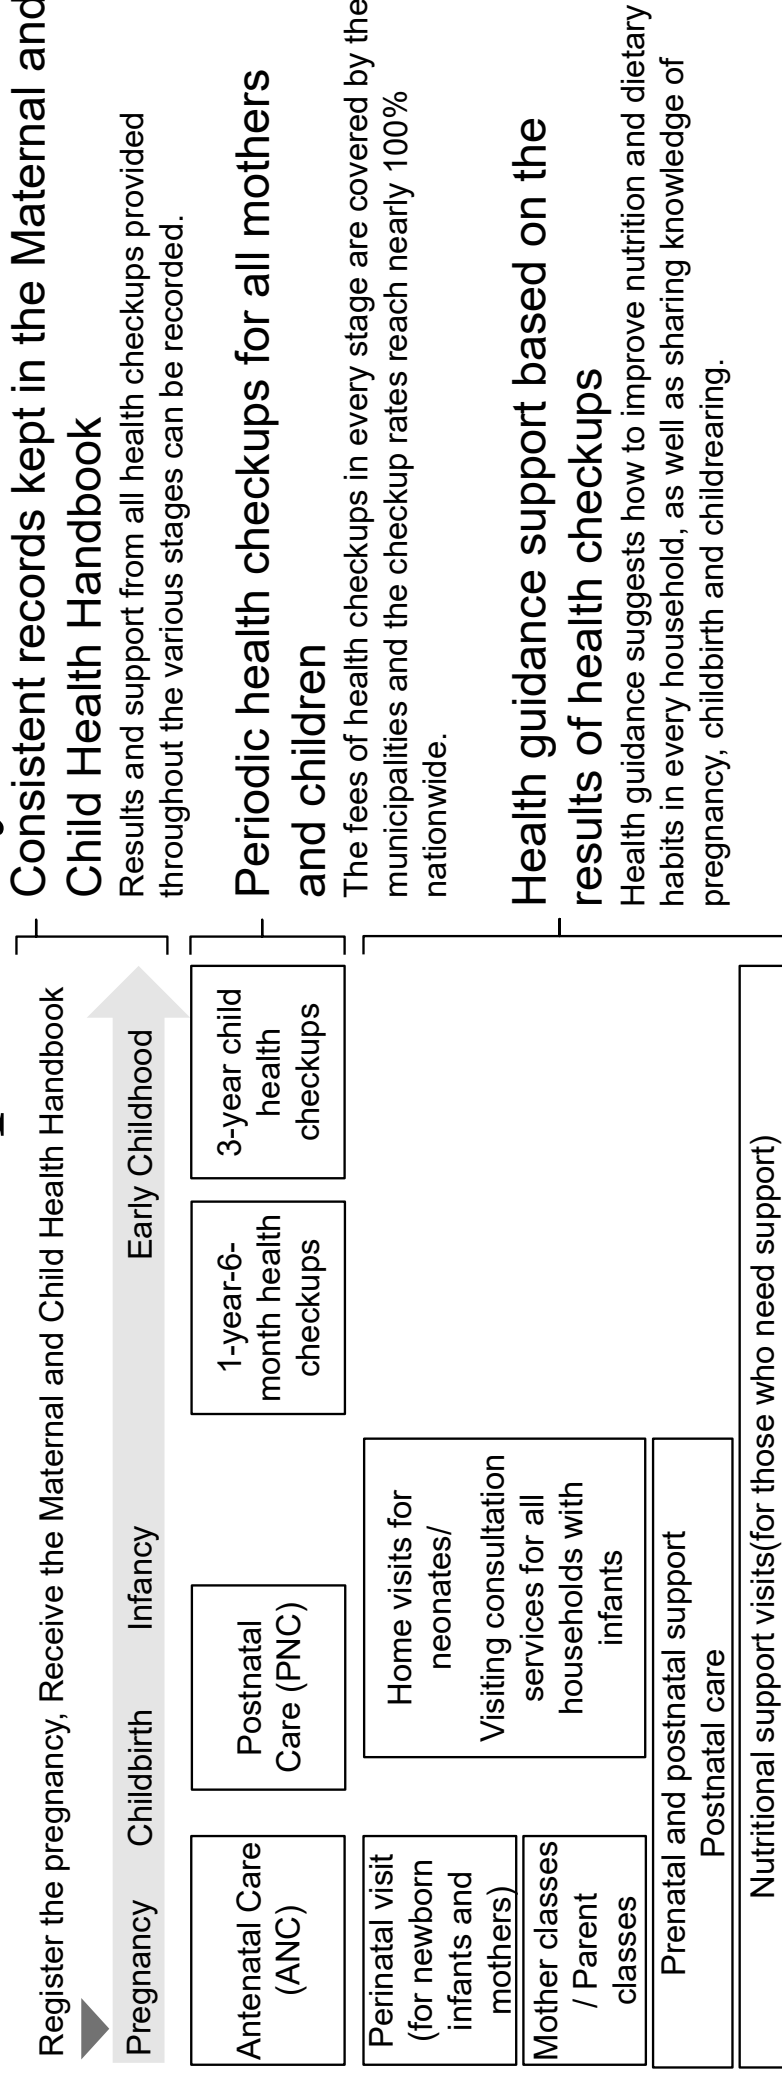 Register the pregnancy, Receive the Maternal and Child Health Handbook
Pregnancy
Childbirth
Infancy
Early Childhood
Antenatal Care
(ANC)
Postnatal
Care (PNC)
1-year-6-
month health
checkups
3-year child
health
checkups
Perinatal visit
(for newborn
infants and
mothers)
Mother classes
/ Parent
classes
Home visits for
neonates/
Visiting consultation
services for all
households with
infants
Prenatal and postnatal support
Postnatal care
Nutritional support visits(for those who need support)
Consistent records kept in the Maternal and
Child Health Handbook
Results and support from all health checkups provided
throughout the various stages can be recorded.
Periodic health checkups for all mothers
and children
The fees of health checkups in every stage are covered by the
municipalities and the checkup rates reach nearly 100%
nationwide.
Health guidance support based on the
results of health checkups
Health guidance suggests how to improve nutrition and dietary
habits in every household, as well as sharing knowledge of
pregnancy, childbirth and childrearing.